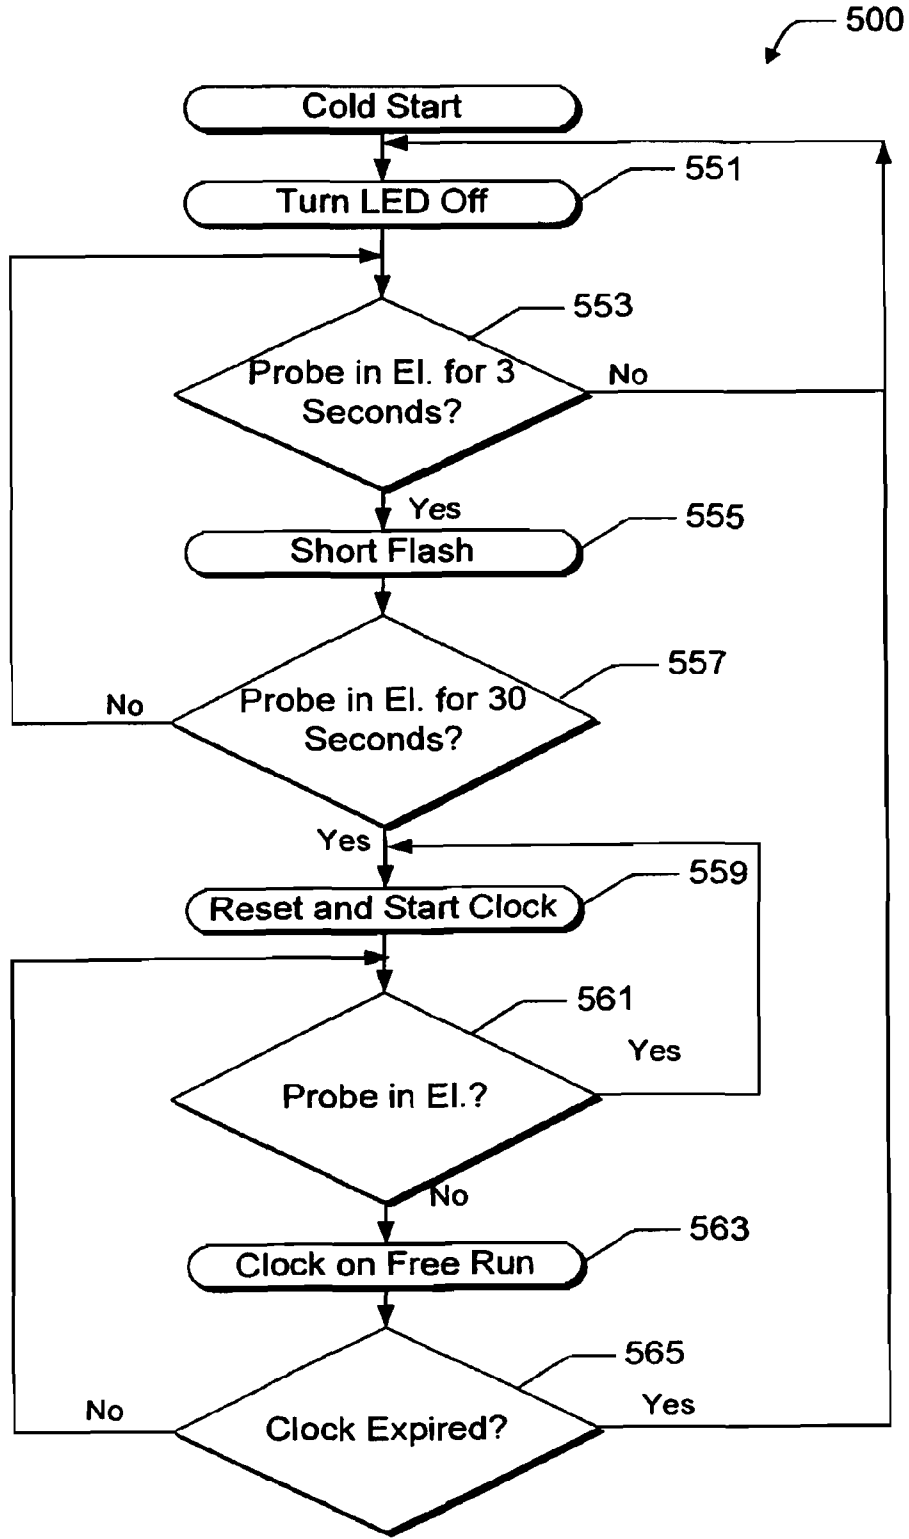 500
Cold Start
551
Turn LED Off
553
Probe in El. for 3
Seconds?
No
Yes
555
Short Flash
557
Probe in El. for 30
Seconds?
No
Yes
559
Reset and Start Clock
561
Yes
Probe in El.?
No
563
Clock on Free Run
565
No
Yes
Clock Expired?